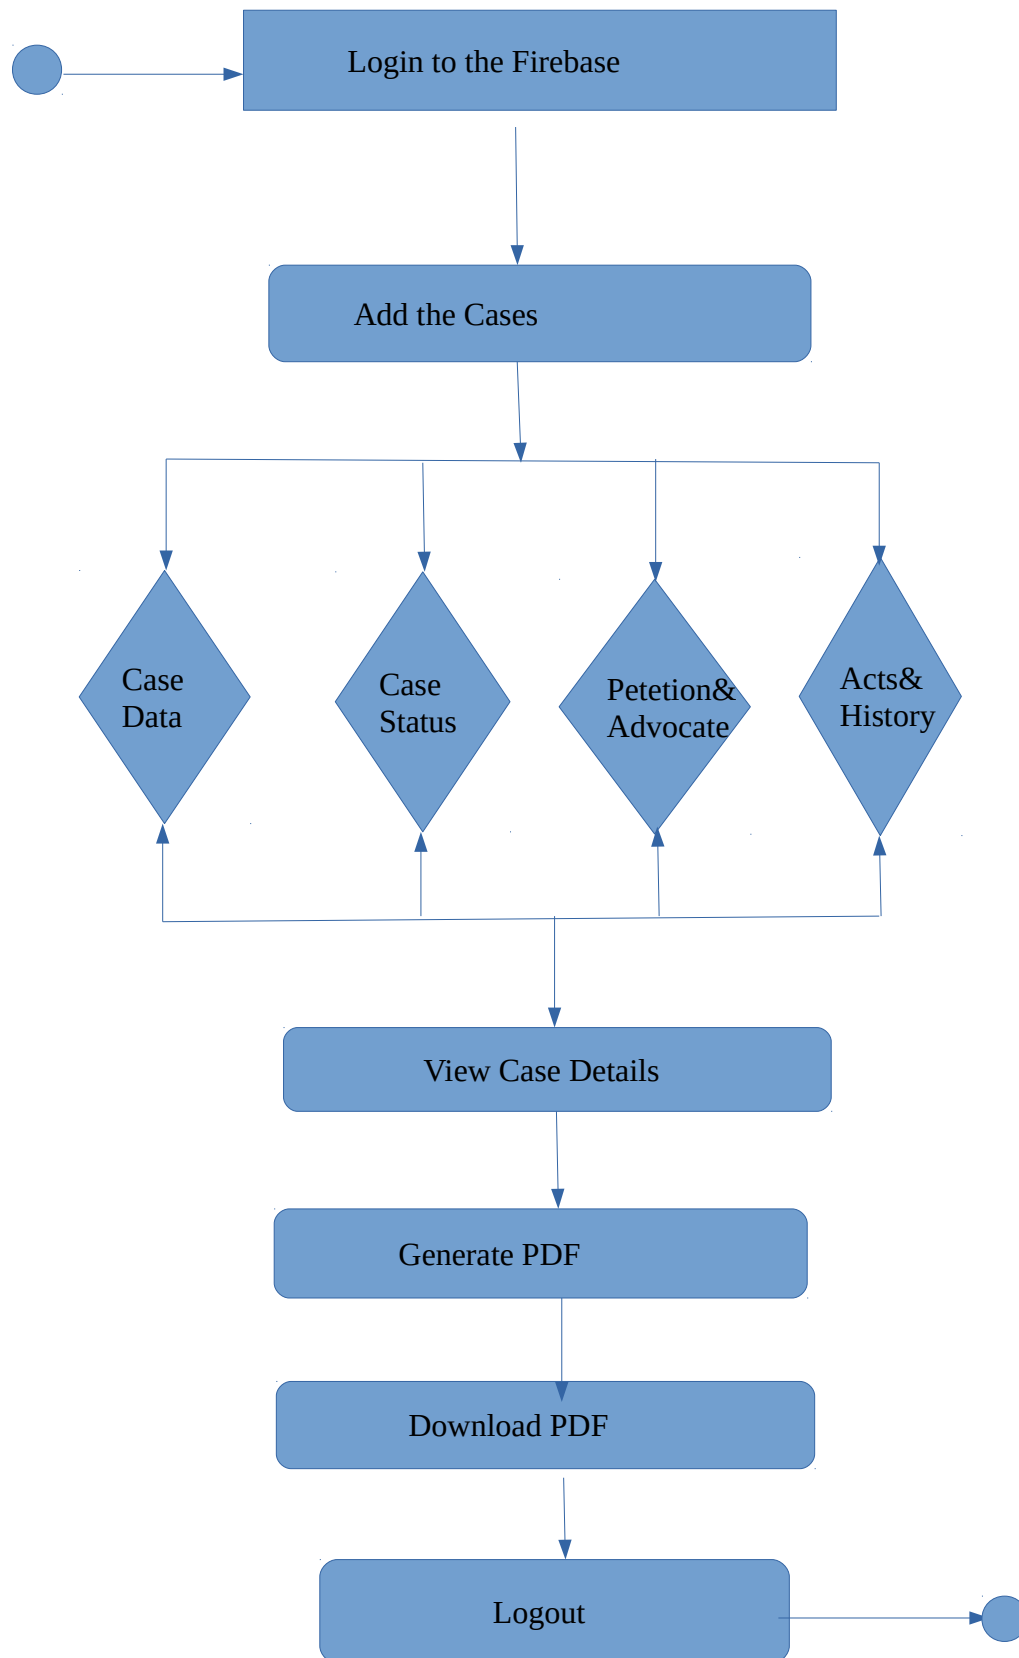 Login to the Firebase
Add the Cases
Case
Data
Case
Status
Petetion&
Advocate
Acts&
History
View Case Details
Generate PDF
Download PDF
Logout